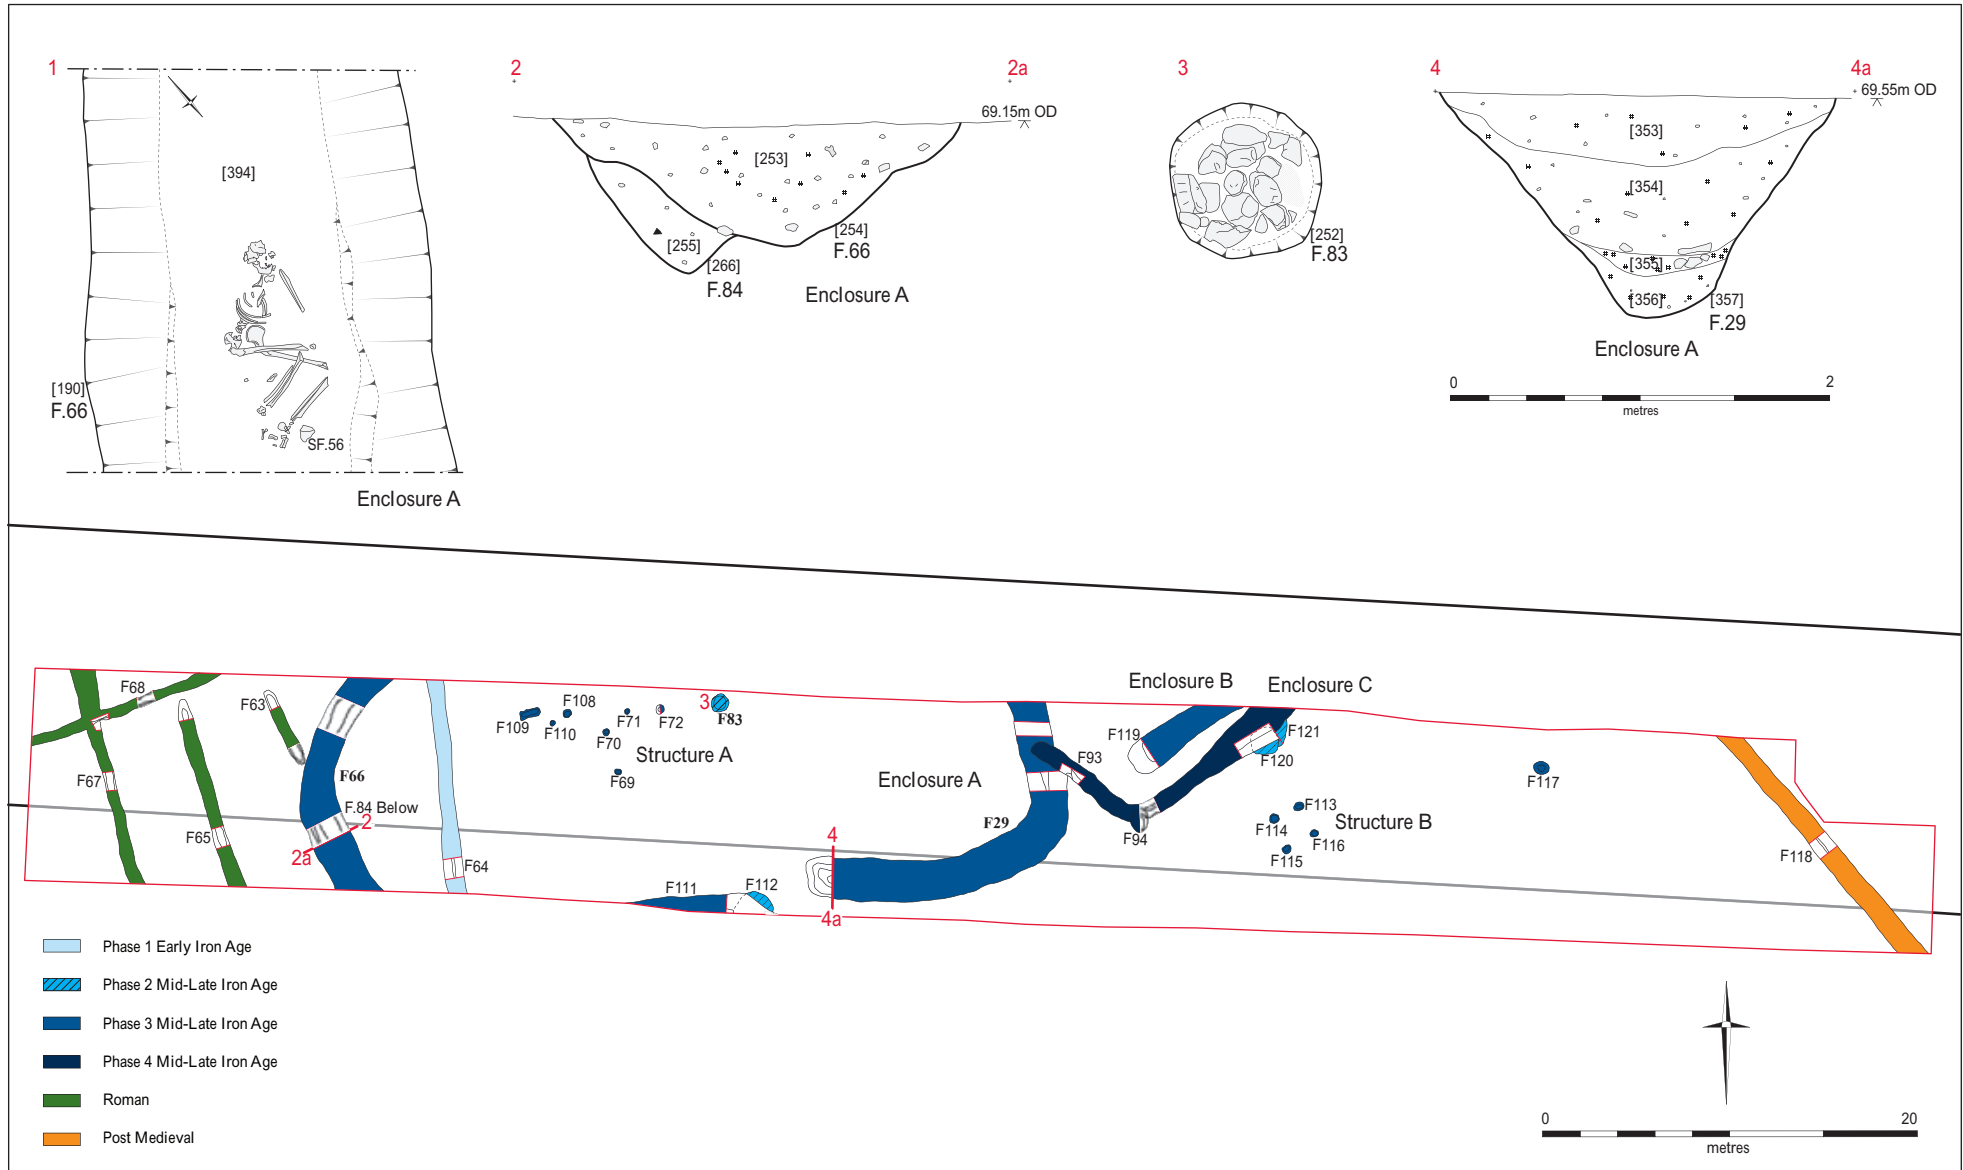 1
2
2a
3
4
4a
69.15m OD
69.55m OD
[394]
[253]
[255]
[266]
F.84
[254]
F.66
Enclosure A
[252]
F.83
[353]
[354]
[355]
[356]
[357]
F.29
Enclosure A
0
2
metres
[190]
F.66
SF.56
Enclosure A
Enclosure B
Enclosure C
F68
F63
F67
F65
F66
F.84 Below
2
2a
F64
F109
F110
F108
F70
F71
F72
3
F83
F69
Structure A
Enclosure A
F29
4
4a
F111
F112
F93
F94
F119
F121
F120
F113
F114
F116
F115
Structure B
F117
F118
Phase 1 Early Iron Age
Phase 2 Mid-Late Iron Age
Phase 3 Mid-Late Iron Age
Phase 4 Mid-Late Iron Age
Roman
Post Medieval
0
20
metres